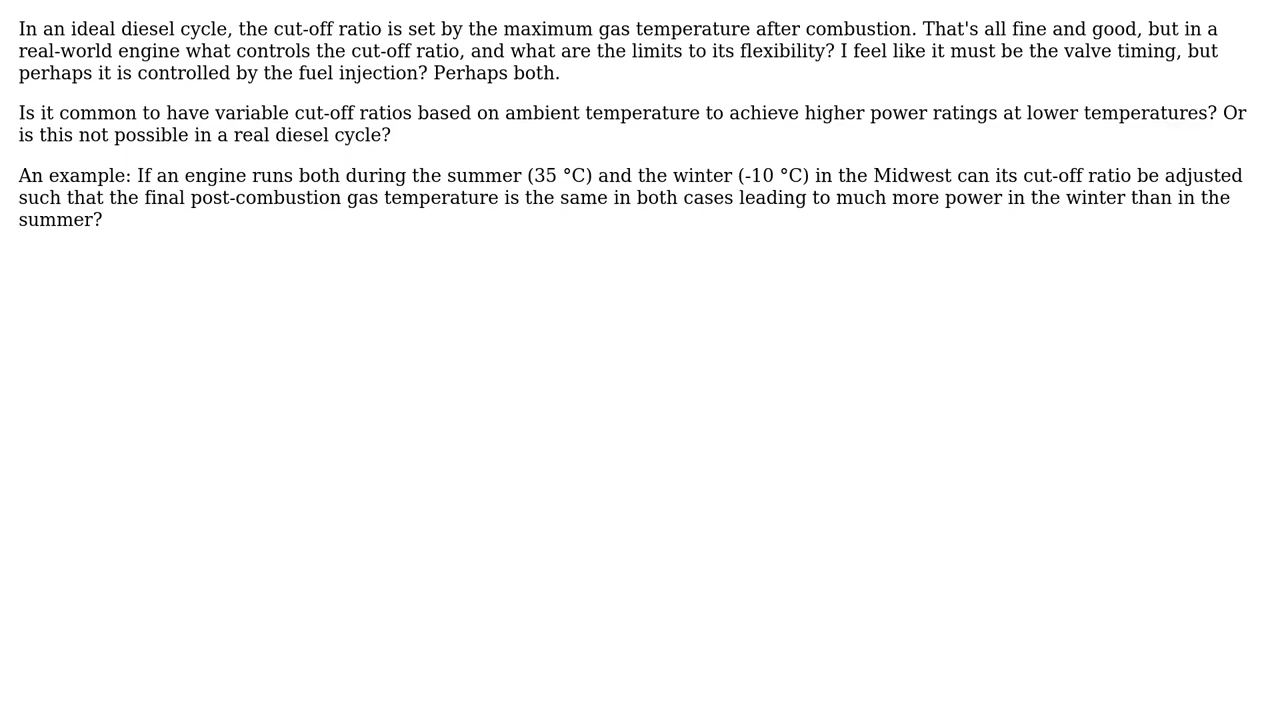 In an ideal diesel cycle, the cut-off ratio is set by the maximum gas temperature after combustion. That's all fine and good, but in a
real-world engine what controls the cut-off ratio, and what are the limits to its flexibility? I feel like it must be the valve timing, but
perhaps it is controlled by the fuel injection? Perhaps both.
Is it common to have variable cut-off ratios based on ambient temperature to achieve higher power ratings at lower temperatures? Or
is this not possible in a real diesel cycle?
An example: If an engine runs both during the summer (35 °C) and the winter (-10 °C) in the Midwest can its cut-off ratio be adjusted
such that the final post-combustion gas temperature is the same in both cases leading to much more power in the winter than in the
summer?